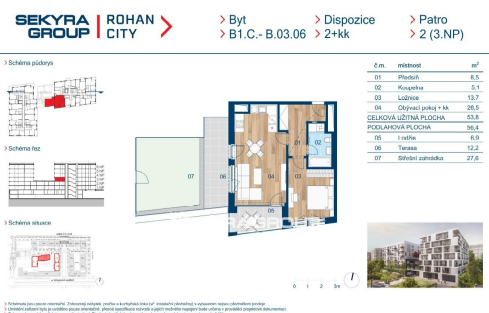 SEKYRA GROUP | ROHAN CITY
> Byt
> B1.C.- B.03.06
> Dispozice
> 2+kk
> Patro
> 2 (3.NP)
> Schéma půdorys
> Schéma řez
> Schéma situace
č.m. místnost m²
01 Předsíň 8,5
02 Koupelna 5,1
03 Ložnice 13,7
04 Obývací pokoj + kk 26,5
CELKOVÁ UŽITNÁ PLOCHA 53,8
PODLAHOVÁ PLOCHA 56,4
05 Lodžie 6,9
06 Terasa 12,2
07 Střešní zahrádka 27,6
01
02
03
04
05
06
07
0 1 2 3m